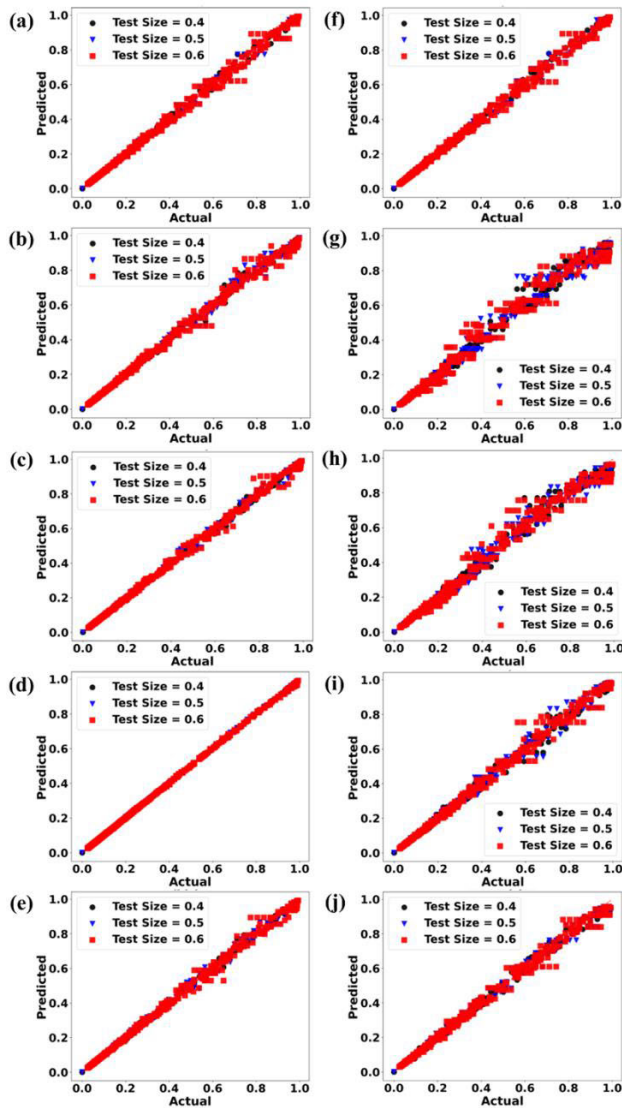 (a)
Test Size = 0.4
Test Size = 0.5
Test Size = 0.6
Predicted
1.0
0.8
0.6
0.4
0.2
0.0
0.0 0.2 0.4 0.6 0.8 1.0
Actual
(f)
Test Size = 0.4
Test Size = 0.5
Test Size = 0.6
Predicted
1.0
0.8
0.6
0.4
0.2
0.0
0.0 0.2 0.4 0.6 0.8 1.0
Actual
(b)
Test Size = 0.4
Test Size = 0.5
Test Size = 0.6
Predicted
1.0
0.8
0.6
0.4
0.2
0.0
0.0 0.2 0.4 0.6 0.8 1.0
Actual
(g)
Predicted
1.0
0.8
0.6
0.4
0.2
0.0
Test Size = 0.4
Test Size = 0.5
Test Size = 0.6
0.0 0.2 0.4 0.6 0.8 1.0
Actual
(c)
Test Size = 0.4
Test Size = 0.5
Test Size = 0.6
Predicted
1.0
0.8
0.6
0.4
0.2
0.0
0.0 0.2 0.4 0.6 0.8 1.0
Actual
(h)
Predicted
1.0
0.8
0.6
0.4
0.2
0.0
Test Size = 0.4
Test Size = 0.5
Test Size = 0.6
0.0 0.2 0.4 0.6 0.8 1.0
Actual
(d)
Test Size = 0.4
Test Size = 0.5
Test Size = 0.6
Predicted
1.0
0.8
0.6
0.4
0.2
0.0
0.0 0.2 0.4 0.6 0.8 1.0
Actual
(i)
Predicted
1.0
0.8
0.6
0.4
0.2
0.0
Test Size = 0.4
Test Size = 0.5
Test Size = 0.6
0.0 0.2 0.4 0.6 0.8 1.0
Actual
(e)
Test Size = 0.4
Test Size = 0.5
Test Size = 0.6
Predicted
1.0
0.8
0.6
0.4
0.2
0.0
0.0 0.2 0.4 0.6 0.8 1.0
Actual
(j)
Test Size = 0.4
Test Size = 0.5
Test Size = 0.6
Predicted
1.0
0.8
0.6
0.4
0.2
0.0
0.0 0.2 0.4 0.6 0.8 1.0
Actual